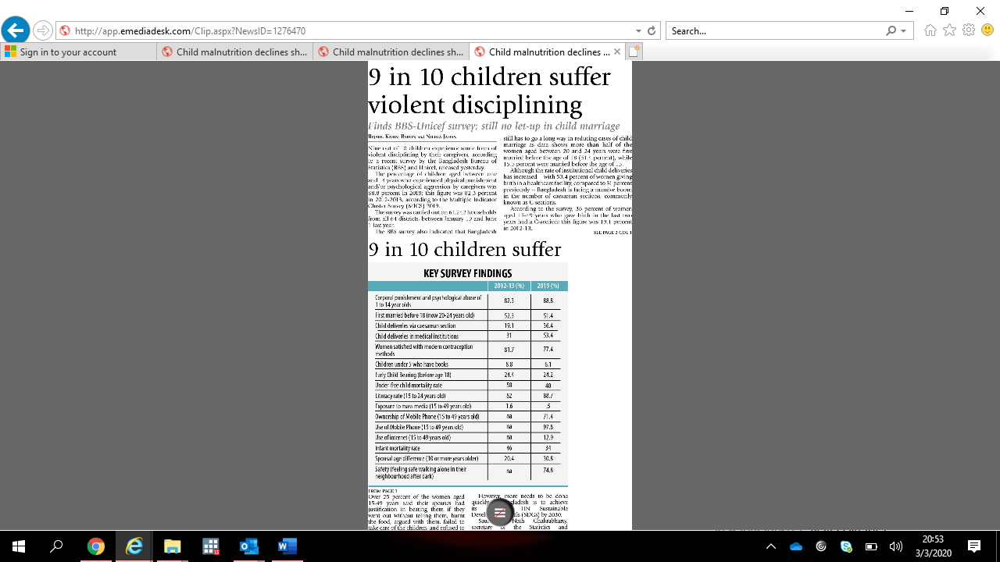 http://app.emediadesk.com/Clip.aspx?NewsID=1276470
Search...
Sign in to your account
Child malnutrition declines sh...
Child malnutrition declines sh...
Child malnutrition declines ...
9 in 10 children suffer
violent disciplining
Finds BBS-Unicef survey; still no let-up in child marriage
Rejaul Karim Byron and Nilima Jahan
Nine out of 10 children experience some form of
violent disciplining by their caregivers, according
to a recent survey by the Bangladesh Bureau of
Statistics (BBS) and Unicef, released yesterday.
The percentage of children aged between one
and 14 years who experienced physical punishment
and/or psychological aggression by caregivers was
88.8 percent in 2019; this figure was 82.3 percent
in 2012-2013, according to the Multiple Indicator
Cluster Survey (MICS) 2019.
The survey was carried out on 61,242 households
from all 64 districts, between January 19 and June
1 last year.
The BBS survey also indicated that Bangladesh
still has to go a long way in reducing cases of child
marriage as data shows more than half of the
women aged between 20 and 24 years were first
married before the age of 18 (51.4 percent), while
15.5 percent were married before the age of 15.
Although the rate of institutional child deliveries
has increased -- with 53.4 percent of women giving
birth in a healthcare facility, compared to 31 percent
previously -- Bangladesh is facing a massive boom
in the number of caesarean sections, commonly
known as C-sections.
According to the survey, 36 percent of women
aged 15-49 years who gave birth in the last two
years had a C-section; this figure was 19.1 percent
in 2012-13.
SEE PAGE 2 COL 1
9 in 10 children suffer
KEY SURVEY FINDINGS
2012-13 (%) 2019 (%)
Corporal punishment and psychological abuse of
1 to 14 year olds 82.3 88.8
First married before 18 (now 20-24 years old) 52.3 51.4
Child deliveries via caesarean section 19.1 36.4
Child deliveries in medical institutions 31 53.4
Women satisfied with modern contraception
methods 81.7 77.4
Children under 5 who have books 8.8 6.1
Early Child Bearing (before age 18) 24.4 24.2
Under-five child mortality rate 58 40
Literacy rate (15 to 24 years old) 82 88.7
Exposure to mass media (15 to 49 years old) 1.6 .5
Ownership of Mobile Phone (15 to 49 years old) na 71.4
Use of Mobile Phone (15 to 49 years old) na 97.8
Use of internet (15 to 49 years old) na 12.9
Infant mortality rate 46 34
Spousal age difference (10 or more years older) 20.4 30.8
Safety (feeling safe walking alone in their
neighbourhood after dark) na 74.8
FROM PAGE 1
Over 25 percent of the women aged
15-49 years said their spouses had
justification in beating them if they
went out without telling them, burnt
the food, argued with them, failed to
take care of the children, and refused to
However, more needs to be done
quickly if Bangladesh is to achieve
its UN Sustainable
(SDGs) by 2030.
Nath Chakrabharty,
secretary of the Statistics and
15
20:53
3/3/2020